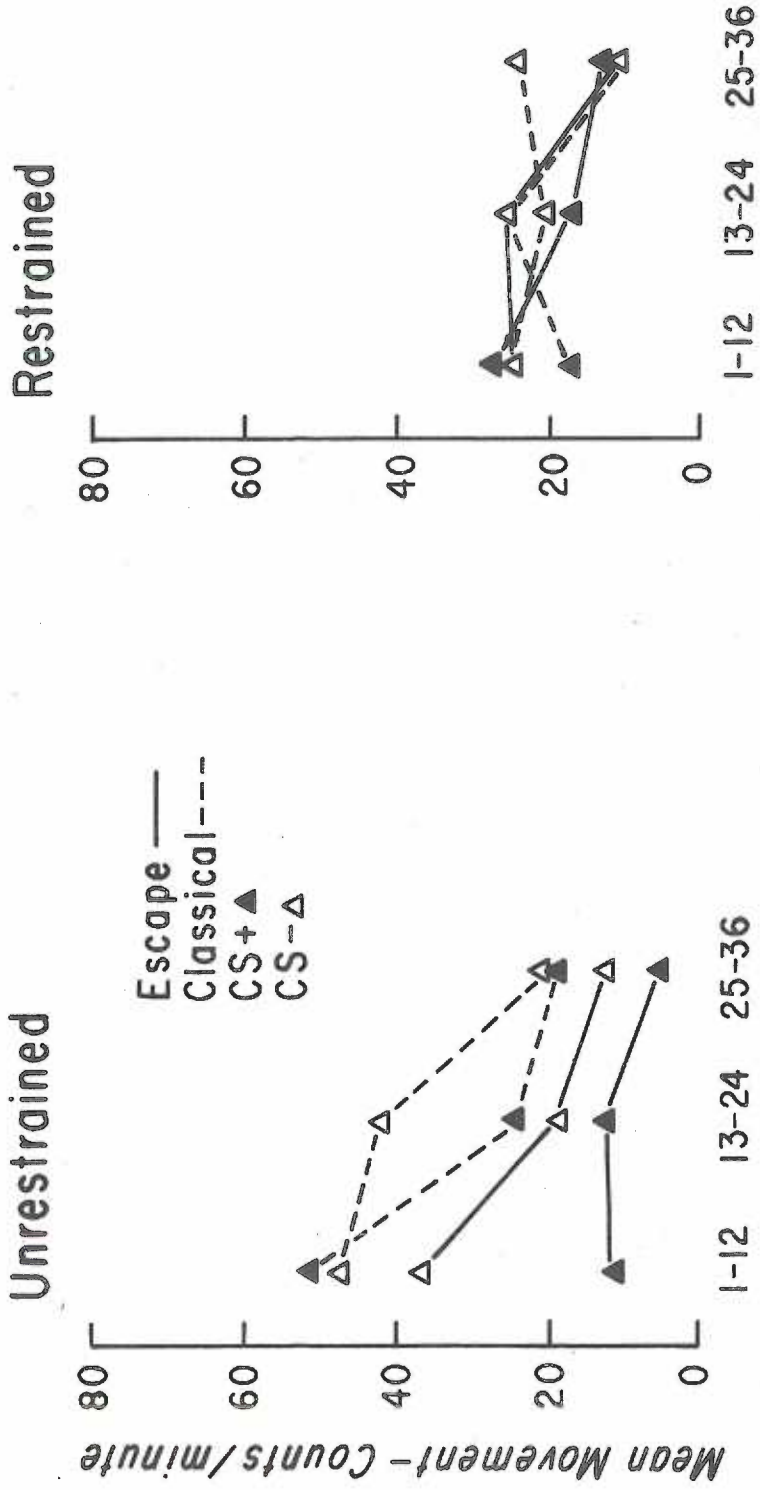 Unrestrained
Restrained
Escape
Classical
CS+
CS-
Mean Movement - Counts/minute
80
60
40
20
0
1-12 13-24 25-36
80
60
40
20
0
1-12 13-24 25-36